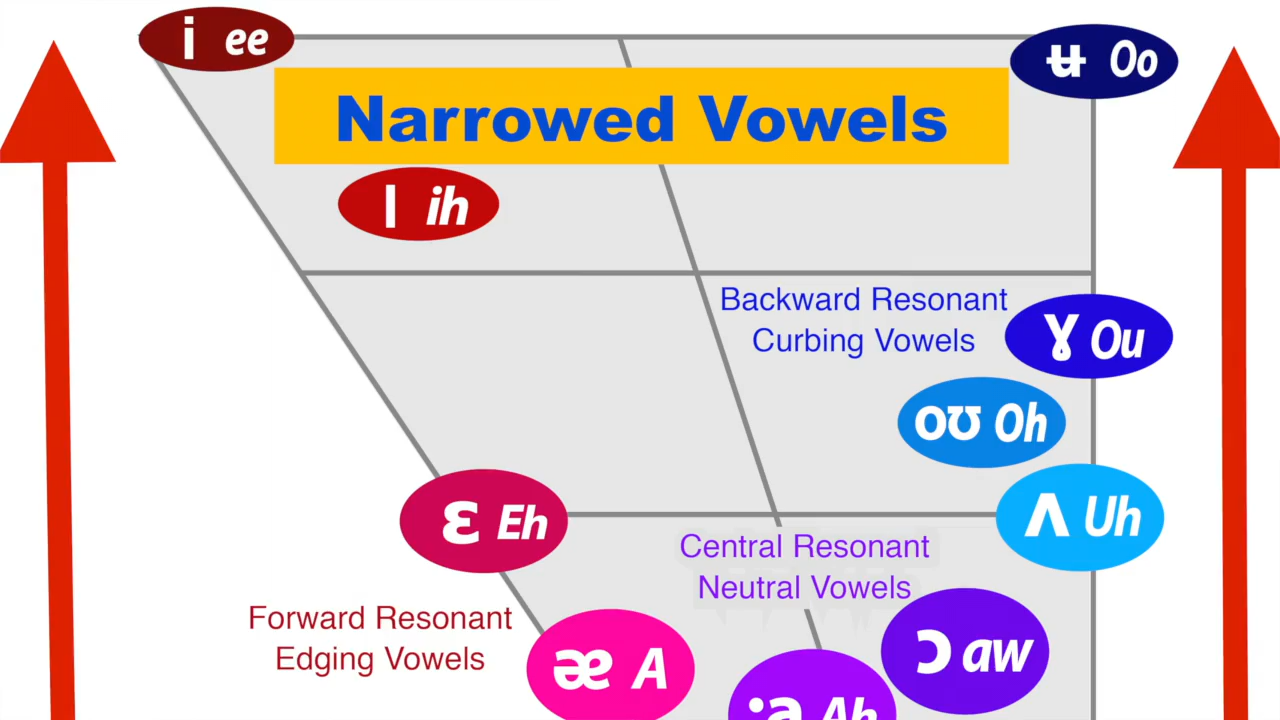 i ee
ʉ Oo
Narrowed Vowels
I ih
Backward Resonant
Curbing Vowels
ɤ Ou
oʊ Oh
ɛ Eh
ʌ Uh
Central Resonant
Neutral Vowels
Forward Resonant
Edging Vowels
æ A
ɔ aw
Ah